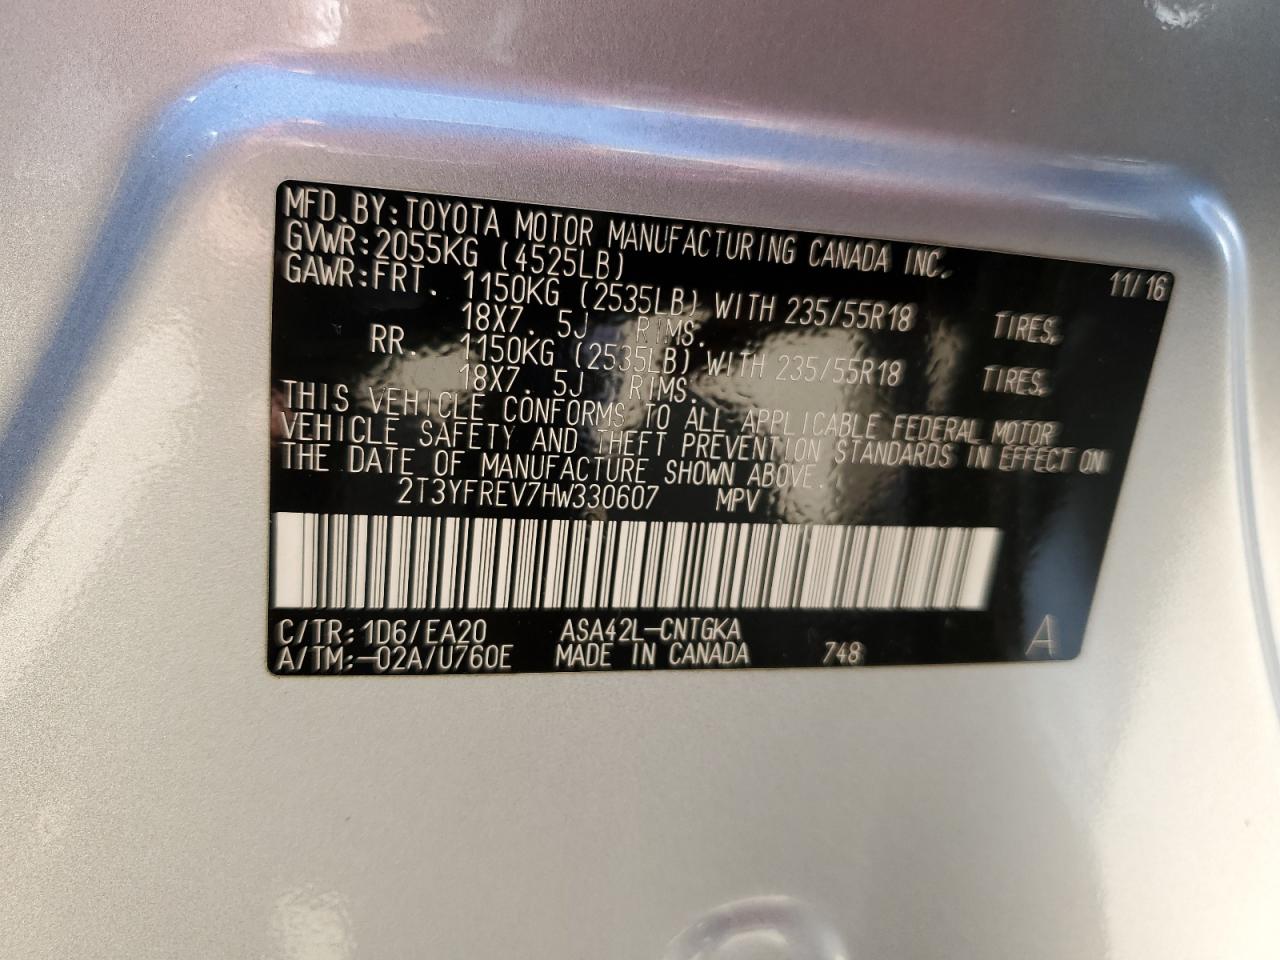 MFD.BY:TOYOTA MOTOR MANUFACTURING CANADA INC. 11/16
GVWR:2055KG (4525LB)
GAWR:FRT. 1150KG (2535LB) WITH 235/55R18 TIRES,
18X7. 5J RIMS.
RR. 1150KG (2535LB) WITH 235/55R18 TIRES,
18X7. 5J RIMS.
THIS VEHICLE CONFORMS TO ALL APPLICABLE FEDERAL MOTOR
VEHICLE SAFETY AND THEFT PREVENTION STANDARDS IN EFFECT ON
THE DATE OF MANUFACTURE SHOWN ABOVE.
2T3YFREV7HW330607 MPV
C/TR:1D6/EA20 ASA42L-CNTGKA
A/TM:-02A/U760E MADE IN CANADA 748 A